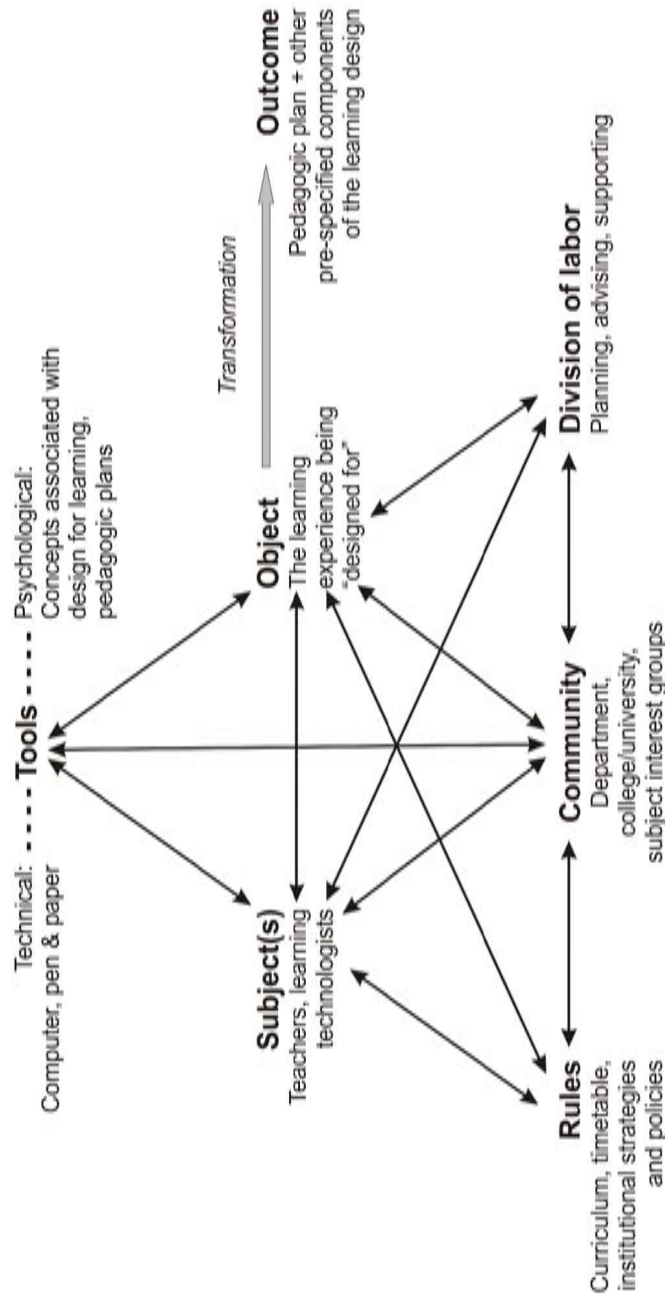 Technical:
Computer, pen & paper
---- Tools ----
Psychological:
Concepts associated with
design for learning,
pedagogic plans
Transformation
Subject(s)
Teachers, learning
technologists
Object
The learning
experience being
“designed for”
Outcome
Pedagogic plan + other
pre-specified components
of the learning design
Rules
Curriculum, timetable,
institutional strategies
and policies
Community
Department,
college/university,
subject interest groups
Division of labor
Planning, advising, supporting